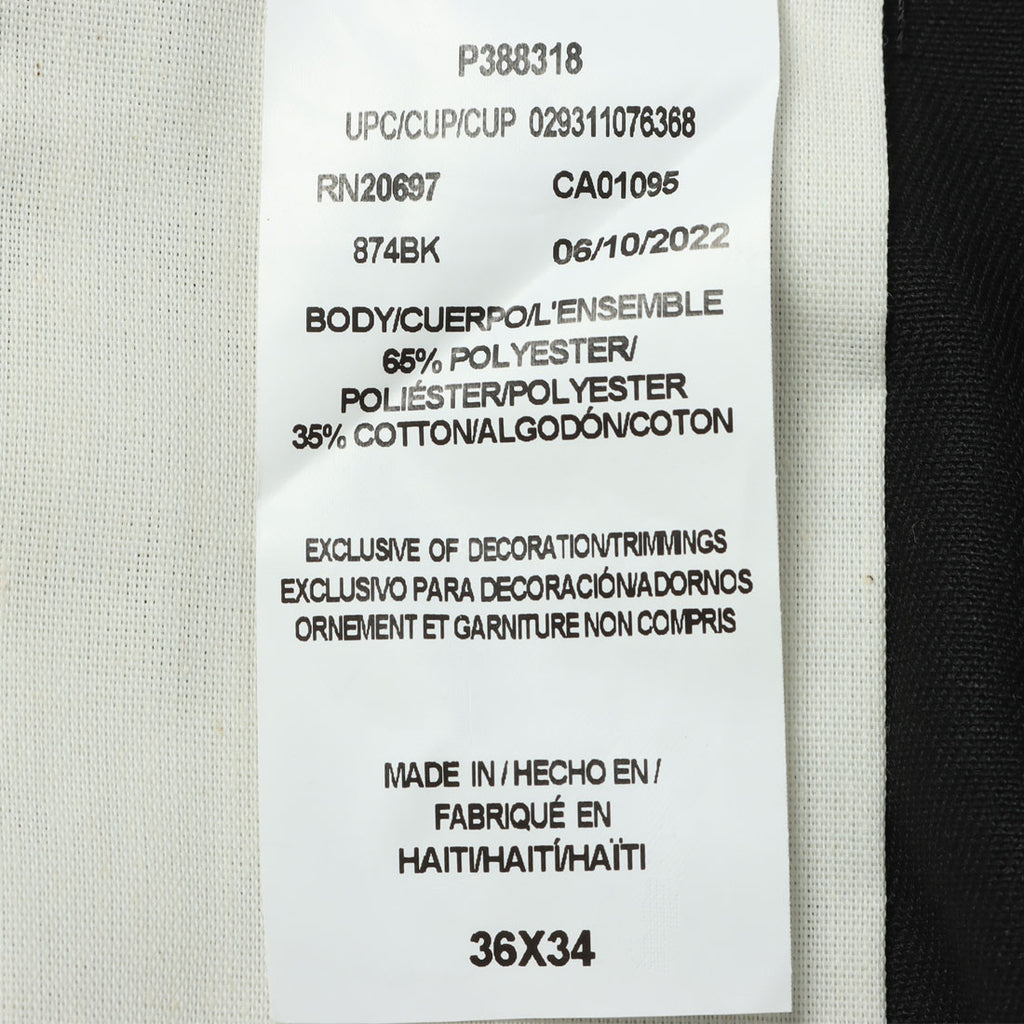 P388318
UPC/CUP/CUP 029311076368
RN20697 CA01095
874BK 06/10/2022
BODY/CUERPO/L'ENSEMBLE
65% POLYESTER/
POLIÉSTER/POLYESTER
35% COTTON/ALGODÓN/COTON
EXCLUSIVE OF DECORATION/TRIMMINGS
EXCLUSIVO PARA DECORACIÓN/ADORNOS
ORNEMENT ET GARNITURE NON COMPRIS
MADE IN / HECHO EN /
FABRIQUÉ EN
HAITI/HAITÍ/HAÏTI
36X34